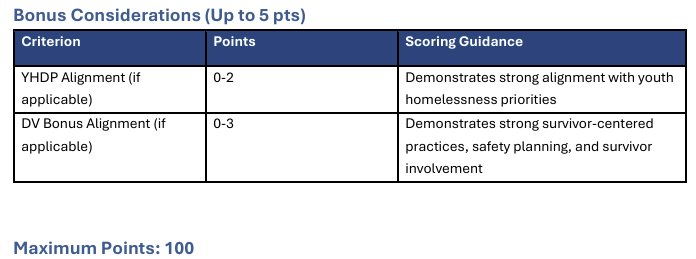 Bonus Considerations (Up to 5 pts)
Criterion Points Scoring Guidance
YHDP Alignment (if 0-2 Demonstrates strong alignment with youth
applicable) homelessness priorities
DV Bonus Alignment (if 0-3 Demonstrates strong survivor-centered
applicable) practices, safety planning, and survivor
involvement
Maximum Points: 100